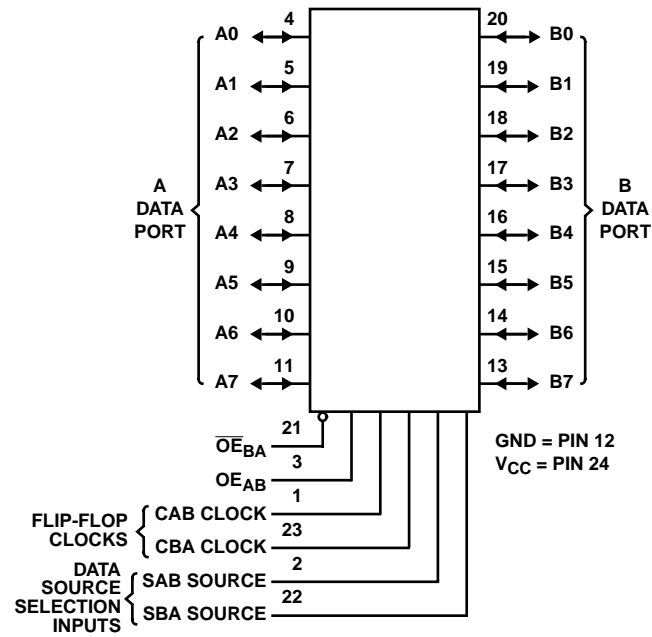 A0 4 20 B0
A1 5 19 B1
A2 6 18 B2
A3 7 17 B3
A4 8 16 B4
A5 9 15 B5
A6 10 14 B6
A7 11 13 B7
A
DATA
PORT
B
DATA
PORT
21
O̅E̅BA
3
OEAB
1
CAB CLOCK
23
CBA CLOCK
2
SAB SOURCE
22
SBA SOURCE
FLIP-FLOP
CLOCKS
DATA
SOURCE
SELECTION
INPUTS
GND = PIN 12
VCC = PIN 24